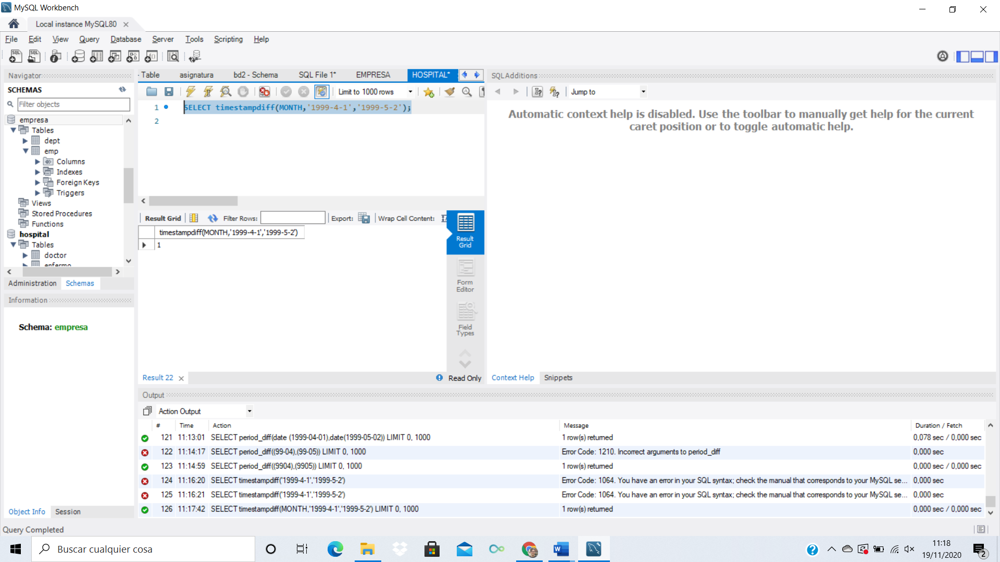 MySQL Workbench
Local instance MySQL80
File Edit View Query Database Server Tools Scripting Help
Navigator
SCHEMAS
Filter objects
empresa
Tables
dept
emp
Columns
Indexes
Foreign Keys
Triggers
Views
Stored Procedures
Functions
hospital
Tables
doctor
enfermo
Administration Schemas
Information
Schema: empresa
Object Info Session
Table asignatura bd2 - Schema SQL File 1* EMPRESA HOSPITAL*
Limit to 1000 rows
1 SELECT timestampdiff(MONTH,'1999-4-1','1999-5-2');
2
Result Grid Filter Rows: Export: Wrap Cell Content:
timestampdiff(MONTH,'1999-4-1','1999-5-2')
1
Result Grid
Form Editor
Field Types
Result 22 Read Only
SQLAdditions
Jump to
Automatic context help is disabled. Use the toolbar to manually get help for the current
caret position or to toggle automatic help.
Context Help Snippets
Output
Action Output
# Time Action Message Duration / Fetch
121 11:13:01 SELECT period_diff(date (1999-04-01),date(1999-05-02)) LIMIT 0, 1000 1 row(s) returned 0,078 sec / 0,000 sec
122 11:14:17 SELECT period_diff((99-04),(99-05)) LIMIT 0, 1000 Error Code: 1210. Incorrect arguments to period_diff 0,000 sec
123 11:14:59 SELECT period_diff((9904),(9905)) LIMIT 0, 1000 1 row(s) returned 0,000 sec / 0,000 sec
124 11:16:20 SELECT timestampdiff('1999-4-1','1999-5-2') Error Code: 1064. You have an error in your SQL syntax; check the manual that corresponds to your MySQL se... 0,000 sec
125 11:16:21 SELECT timestampdiff('1999-4-1','1999-5-2') Error Code: 1064. You have an error in your SQL syntax; check the manual that corresponds to your MySQL se... 0,000 sec
126 11:17:42 SELECT timestampdiff(MONTH,'1999-4-1','1999-5-2') LIMIT 0, 1000 1 row(s) returned 0,000 sec / 0,000 sec
Query Completed
Buscar cualquier cosa
11:18
19/11/2020
2